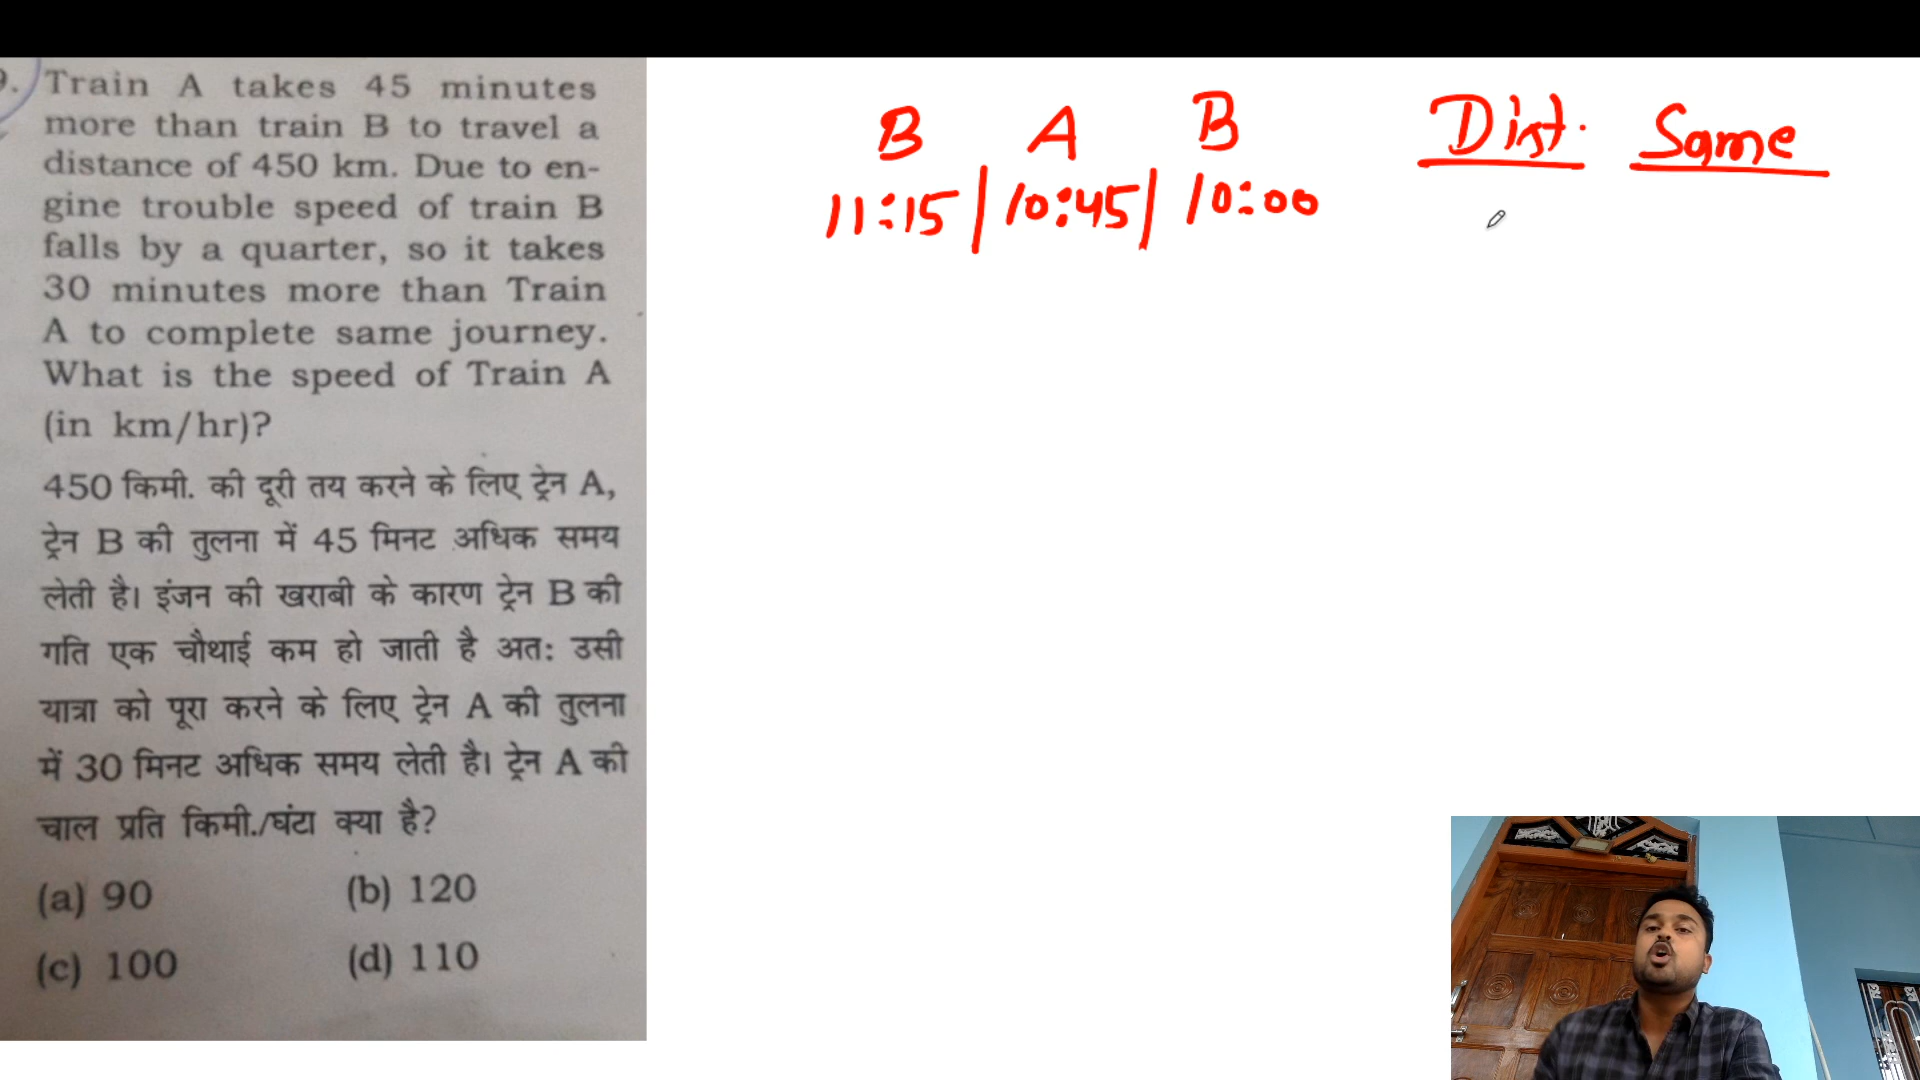 9. Train A takes 45 minutes
more than train B to travel a
distance of 450 km. Due to en-
gine trouble speed of train B
falls by a quarter, so it takes
30 minutes more than Train
A to complete same journey.
What is the speed of Train A
(in km/hr)?
450 किमी. की दूरी तय करने के लिए ट्रेन A,
ट्रेन B की तुलना में 45 मिनट अधिक समय
लेती है। इंजन की खराबी के कारण ट्रेन B की
गति एक चौथाई कम हो जाती है अतः उसी
यात्रा को पूरा करने के लिए ट्रेन A की तुलना
में 30 मिनट अधिक समय लेती है। ट्रेन A की
चाल प्रति किमी./घंटा क्या है?
(a) 90 (b) 120
(c) 100 (d) 110
B A B
11:15 | 10:45 | 10:00
Dist. Same